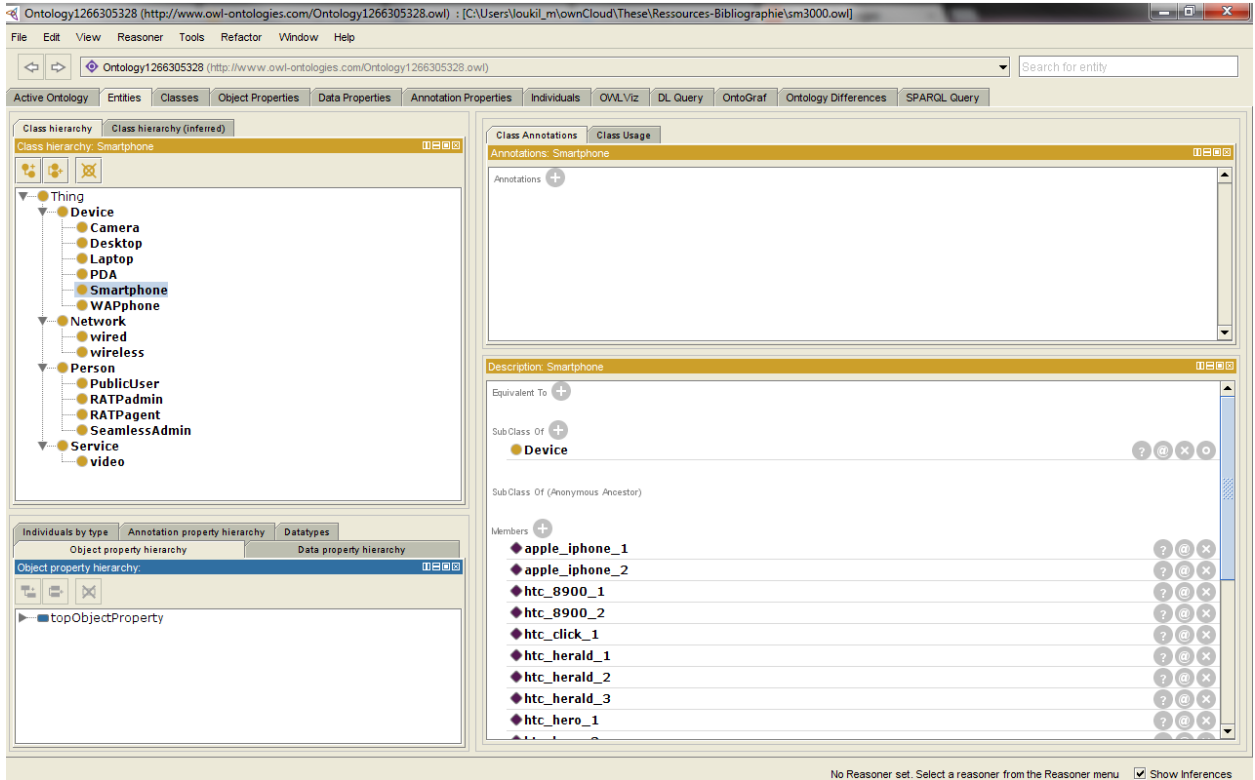 Ontology1266305328 (http://www.owl-ontologies.com/Ontology1266305328.owl) : [C:\Users\loukil_m\ownCloud\These\Ressources-Bibliographie\sm3000.owl]
File Edit View Reasoner Tools Refactor Window Help
Ontology1266305328 (http://www.owl-ontologies.com/Ontology1266305328.owl)
Search for entity
Active Ontology Entities Classes Object Properties Data Properties Annotation Properties Individuals OWLViz DL Query OntoGraf Ontology Differences SPARQL Query
Class hierarchy Class hierarchy (inferred)
Class hierarchy: Smartphone
Thing
Device
Camera
Desktop
Laptop
PDA
Smartphone
WAPphone
Network
wired
wireless
Person
PublicUser
RATPadmin
RATPagent
SeamlessAdmin
Service
video
Individuals by type Annotation property hierarchy Datatypes
Object property hierarchy Data property hierarchy
Object property hierarchy:
topObjectProperty
Class Annotations Class Usage
Annotations: Smartphone
Annotations
Description: Smartphone
Equivalent To
SubClass Of
Device
SubClass Of (Anonymous Ancestor)
Members
apple_iphone_1
apple_iphone_2
htc_8900_1
htc_8900_2
htc_click_1
htc_herald_1
htc_herald_2
htc_herald_3
htc_hero_1
No Reasoner set. Select a reasoner from the Reasoner menu Show Inferences